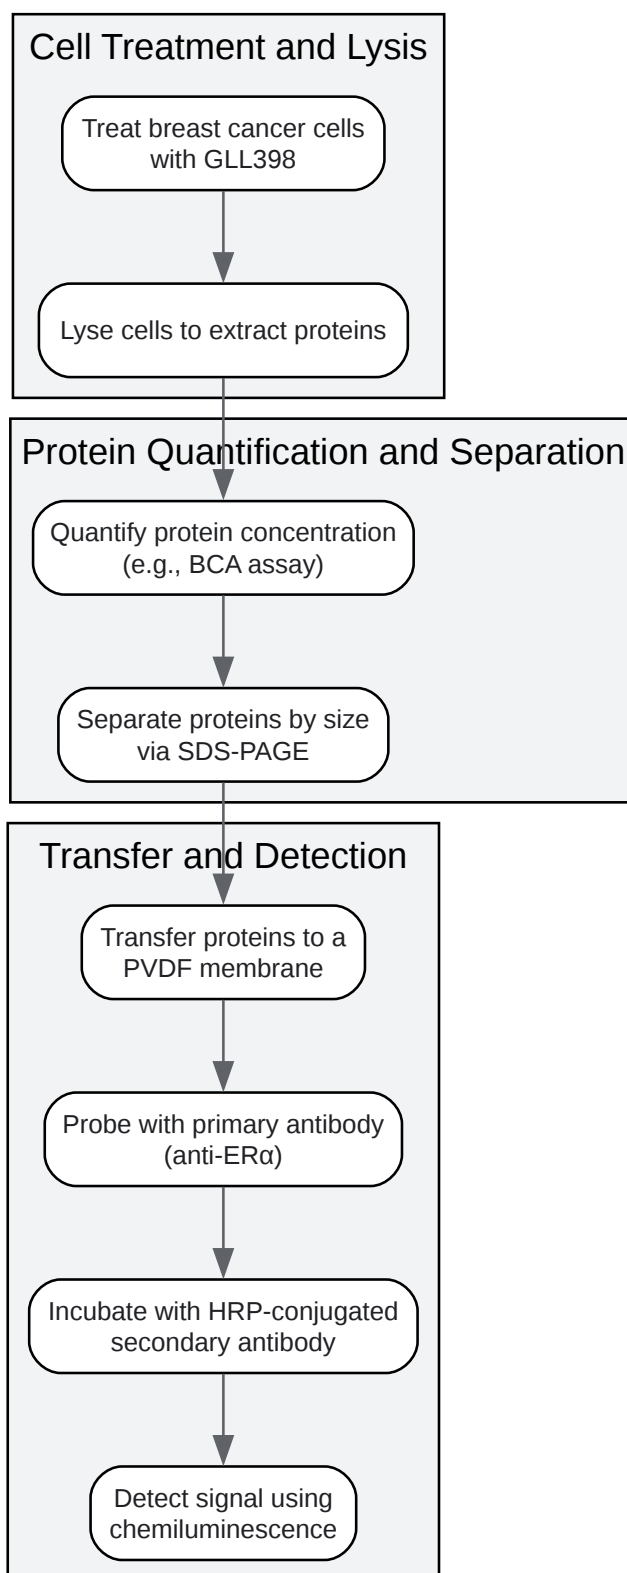 Cell Treatment and Lysis
Treat breast cancer cells
with GLL398
Lyse cells to extract proteins
Protein Quantification and Separation
Quantify protein concentration
(e.g., BCA assay)
Separate proteins by size
via SDS-PAGE
Transfer and Detection
Transfer proteins to a
PVDF membrane
Probe with primary antibody
(anti-ERα)
Incubate with HRP-conjugated
secondary antibody
Detect signal using
chemiluminescence